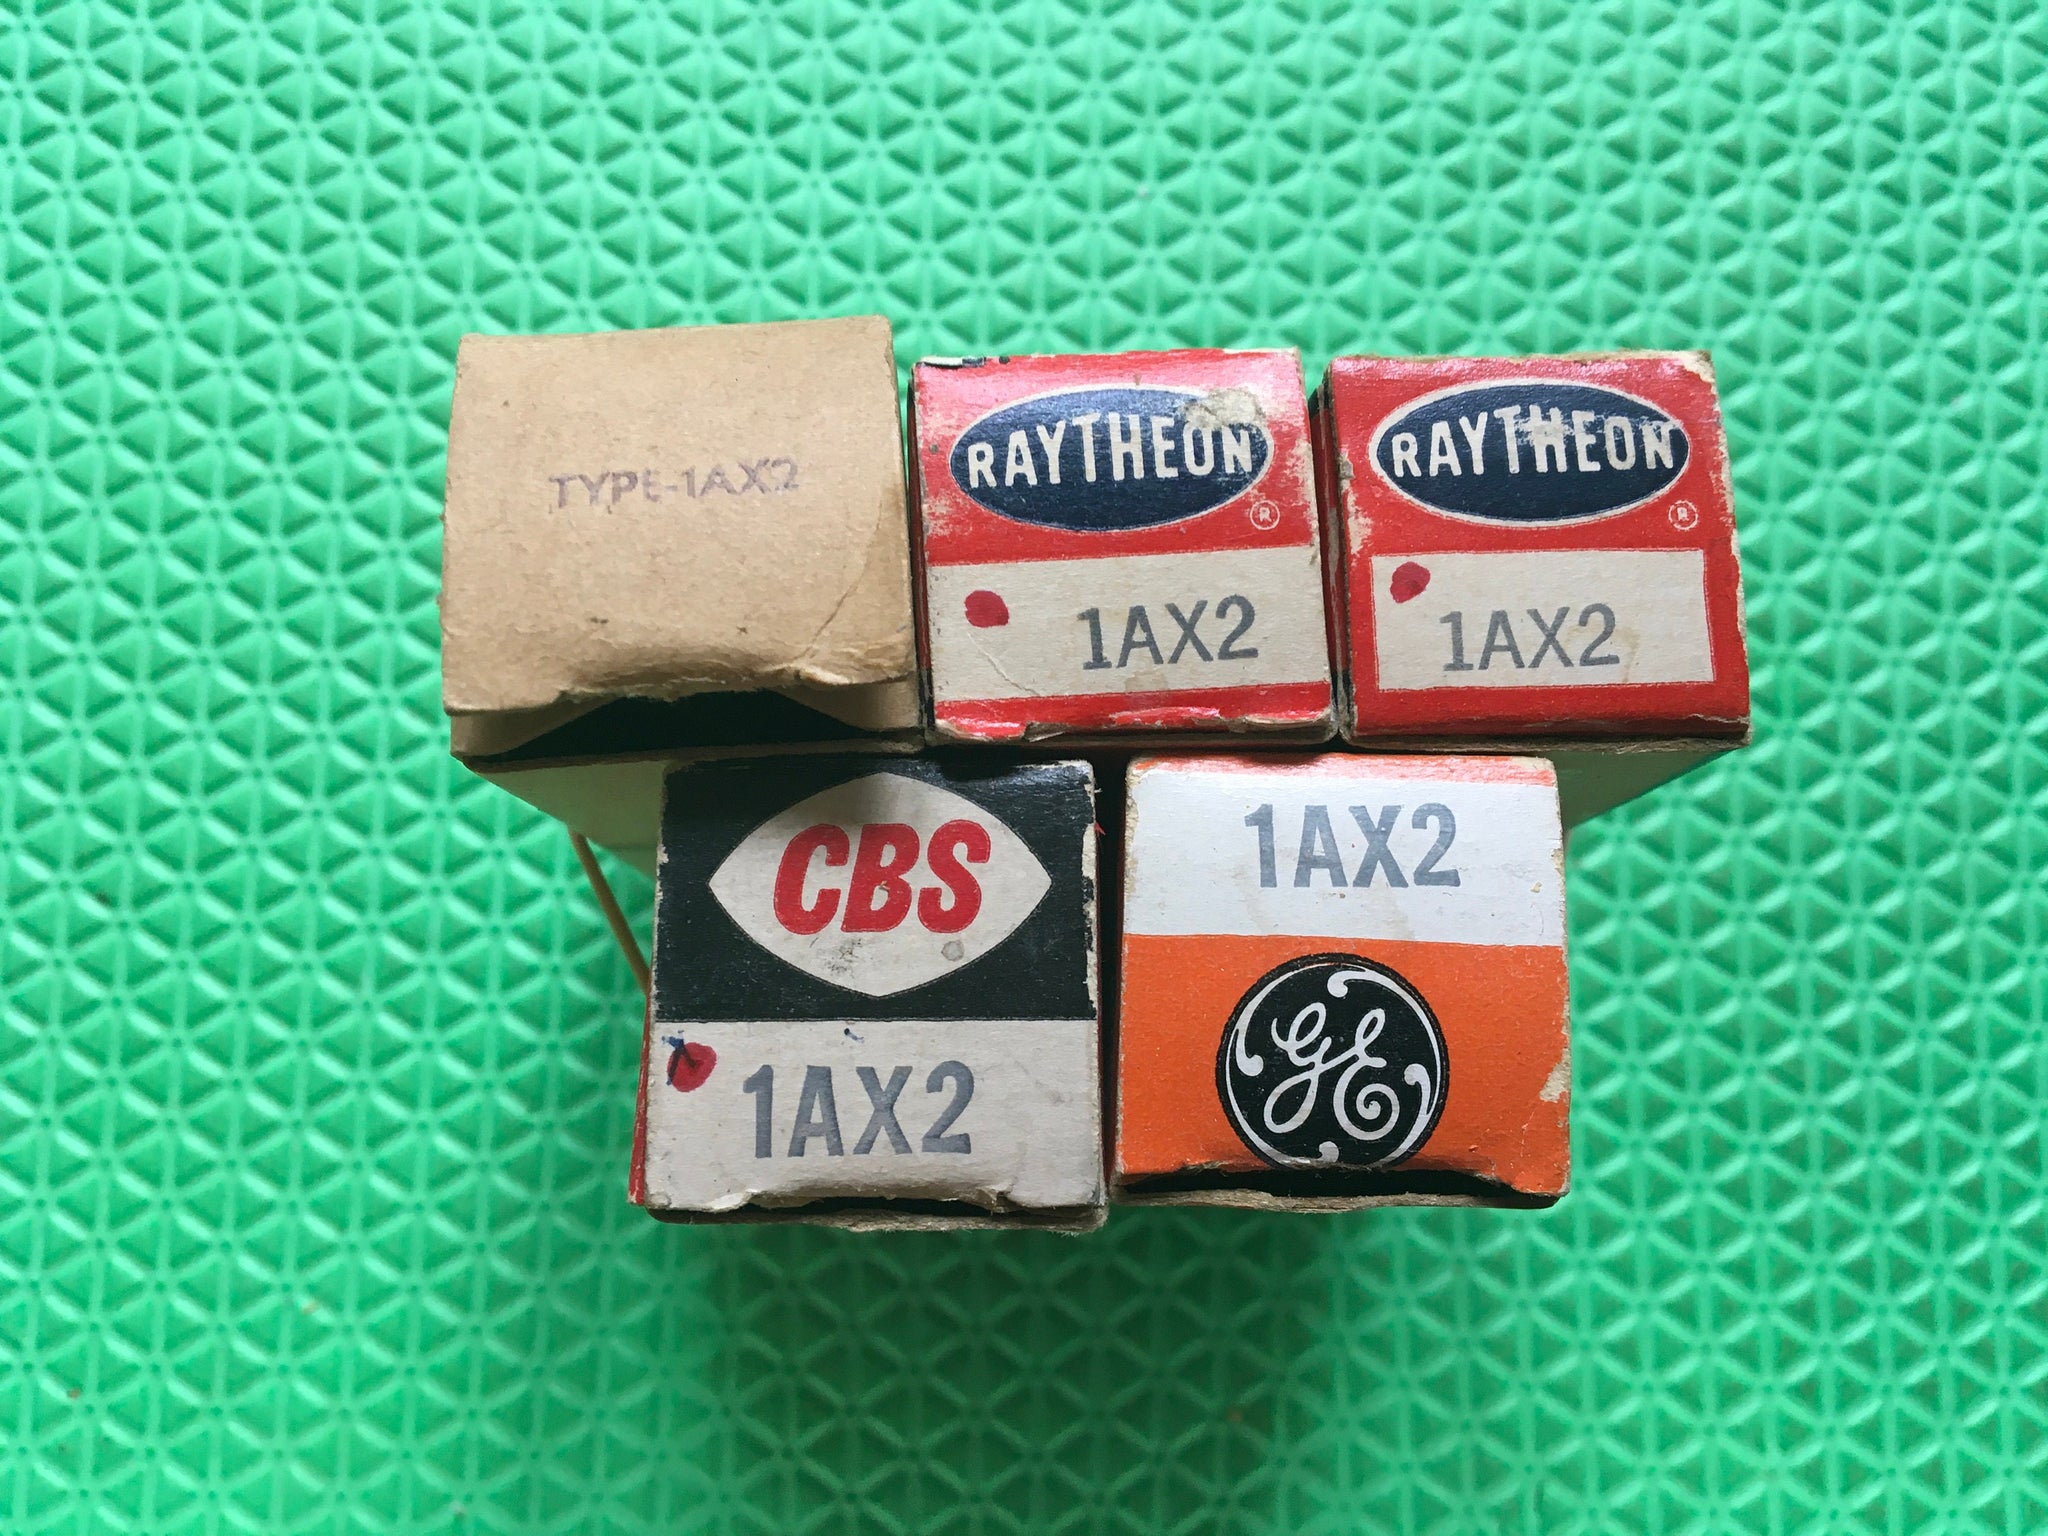 TYPE-1AX2
RAYTHEON
®
1AX2
RAYTHEON
®
1AX2
CBS
1AX2
1AX2
GE